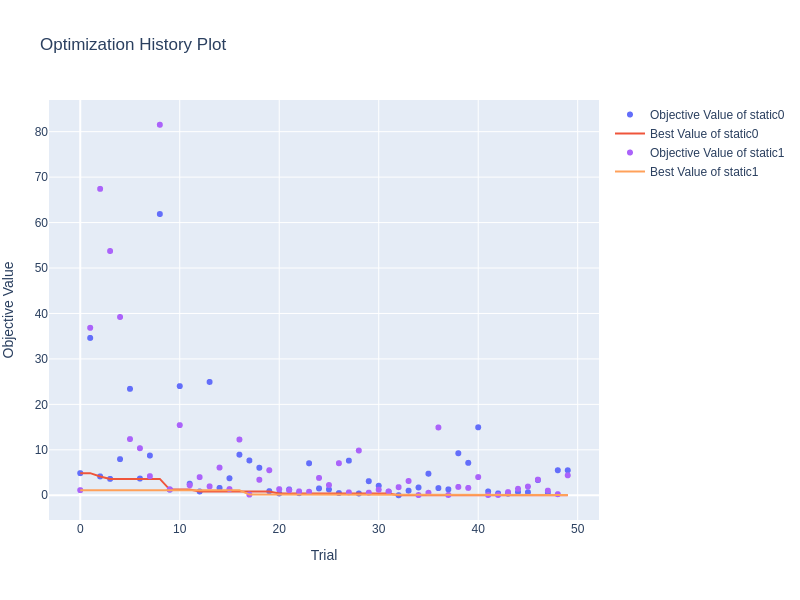 Optimization History Plot
Objective Value of static0
Best Value of static0
Objective Value of static1
Best Value of static1
80
70
60
50
40
30
20
10
0
Objective Value
0
10
20
30
40
50
Trial